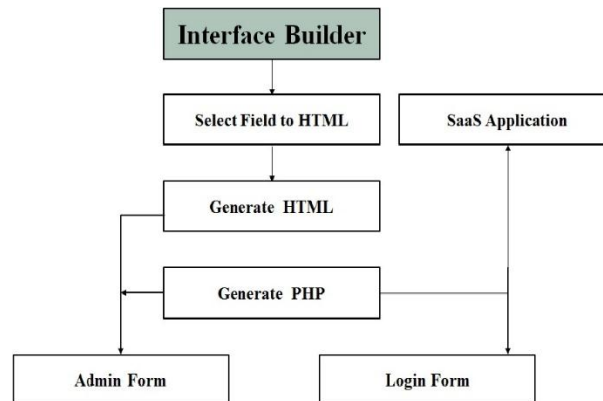 Interface Builder
Select Field to HTML
SaaS Application
Generate HTML
Generate PHP
Admin Form
Login Form